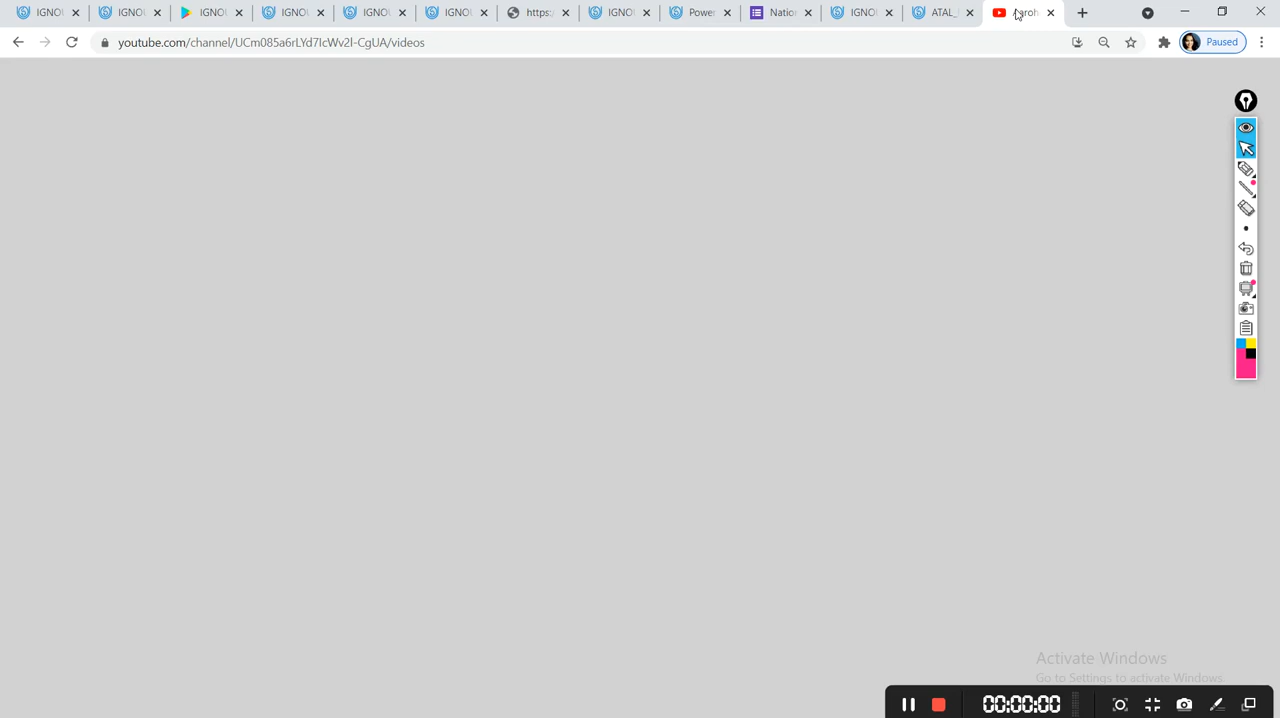 IGNOU IGNOU IGNOU IGNOU IGNOU IGNOU https: IGNOU Power Nation IGNOU ATAL_
youtube.com/channel/UCm085a6rLYd7IcWv2I-CgUA/videos Paused
Activate Windows
Go to Settings to activate Windows.
00:00:00